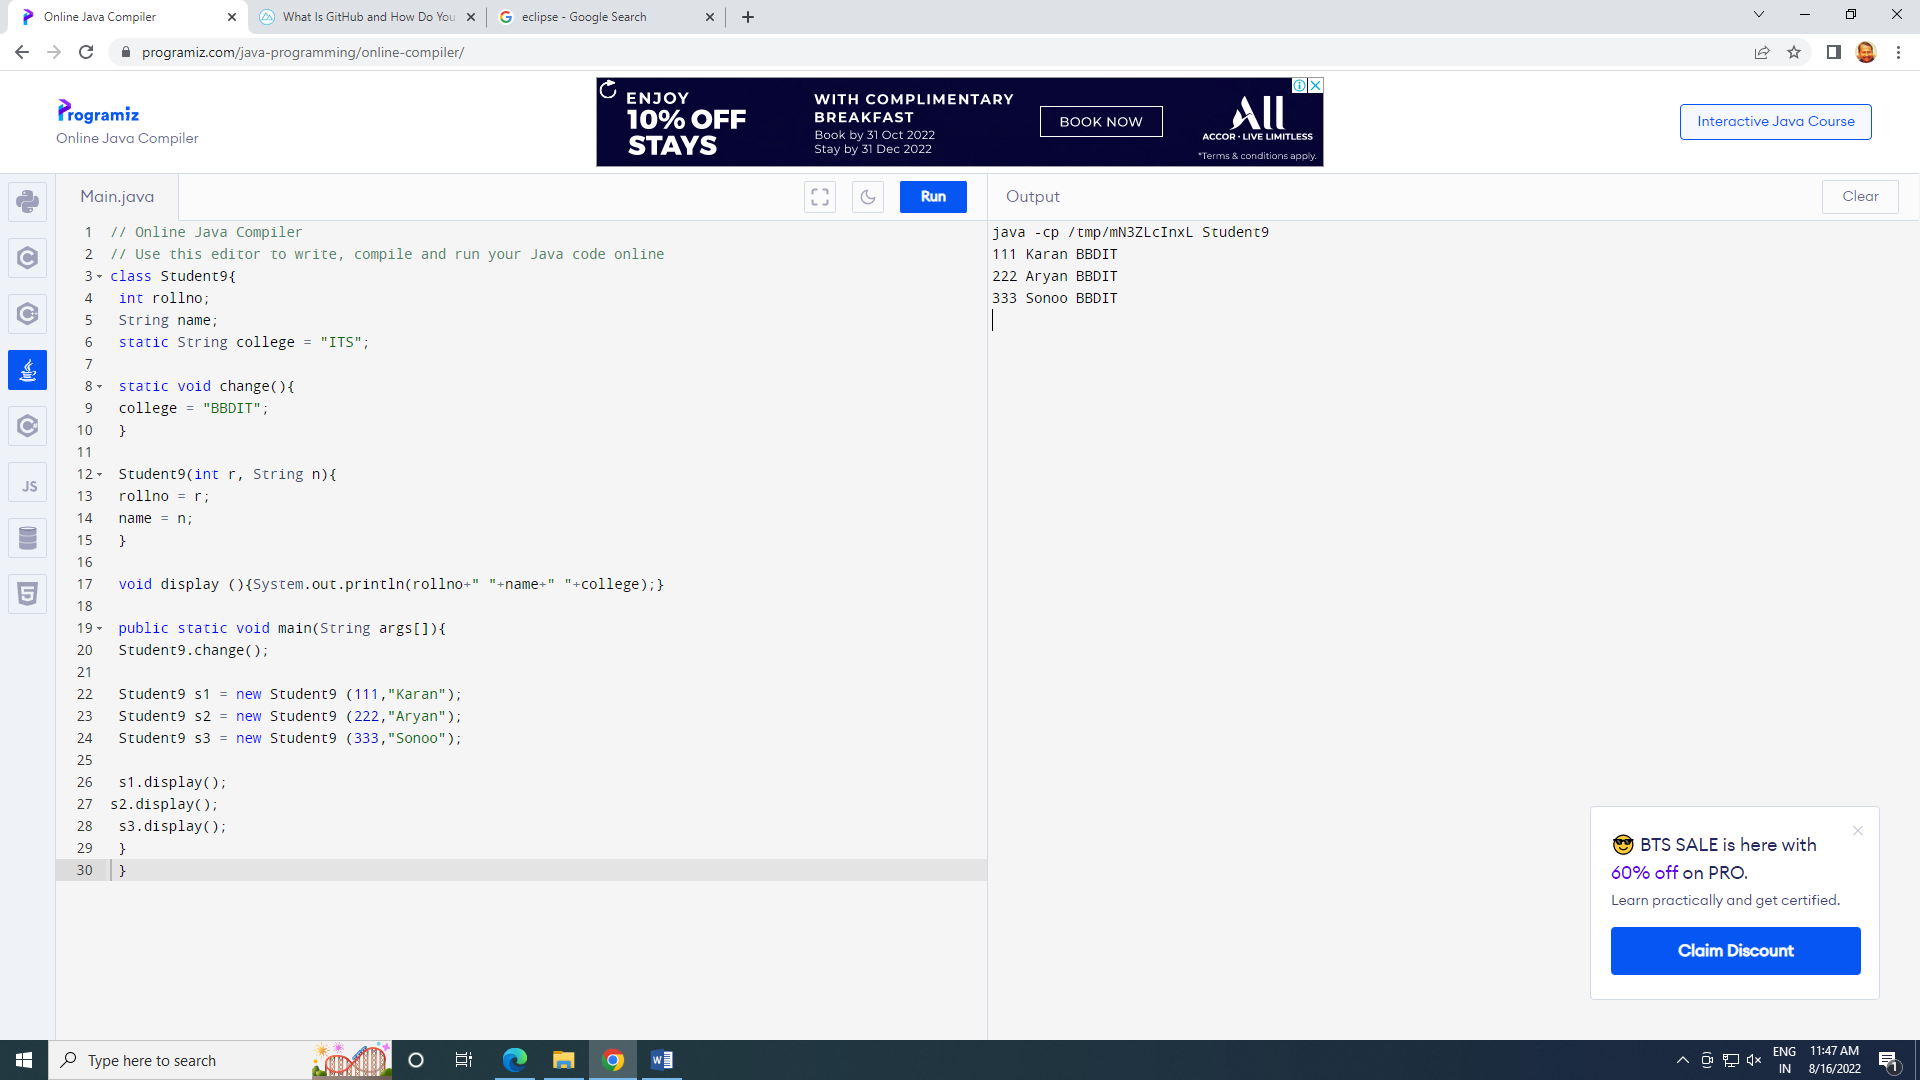 Online Java Compiler
What Is GitHub and How Do You
eclipse - Google Search
programiz.com/java-programming/online-compiler/
Programiz
Online Java Compiler
ENJOY
10% OFF
STAYS
WITH COMPLIMENTARY
BREAKFAST
Book by 31 Oct 2022
Stay by 31 Dec 2022
BOOK NOW
ALL
ACCOR · LIVE LIMITLESS
*Terms & conditions apply.
Interactive Java Course
Main.java
Run
Output
Clear
1 // Online Java Compiler
2 // Use this editor to write, compile and run your Java code online
3 class Student9{
4 int rollno;
5 String name;
6 static String college = "ITS";
7
8 static void change(){
9 college = "BBDIT";
10 }
11
12 Student9(int r, String n){
13 rollno = r;
14 name = n;
15 }
16
17 void display (){System.out.println(rollno+" "+name+" "+college);}
18
19 public static void main(String args[]){
20 Student9.change();
21
22 Student9 s1 = new Student9 (111,"Karan");
23 Student9 s2 = new Student9 (222,"Aryan");
24 Student9 s3 = new Student9 (333,"Sonoo");
25
26 s1.display();
27 s2.display();
28 s3.display();
29 }
30 }
java -cp /tmp/mN3ZLcInxL Student9
111 Karan BBDIT
222 Aryan BBDIT
333 Sonoo BBDIT
JS
😎 BTS SALE is here with
60% off on PRO.
Learn practically and get certified.
Claim Discount
Type here to search
ENG
IN
11:47 AM
8/16/2022
1